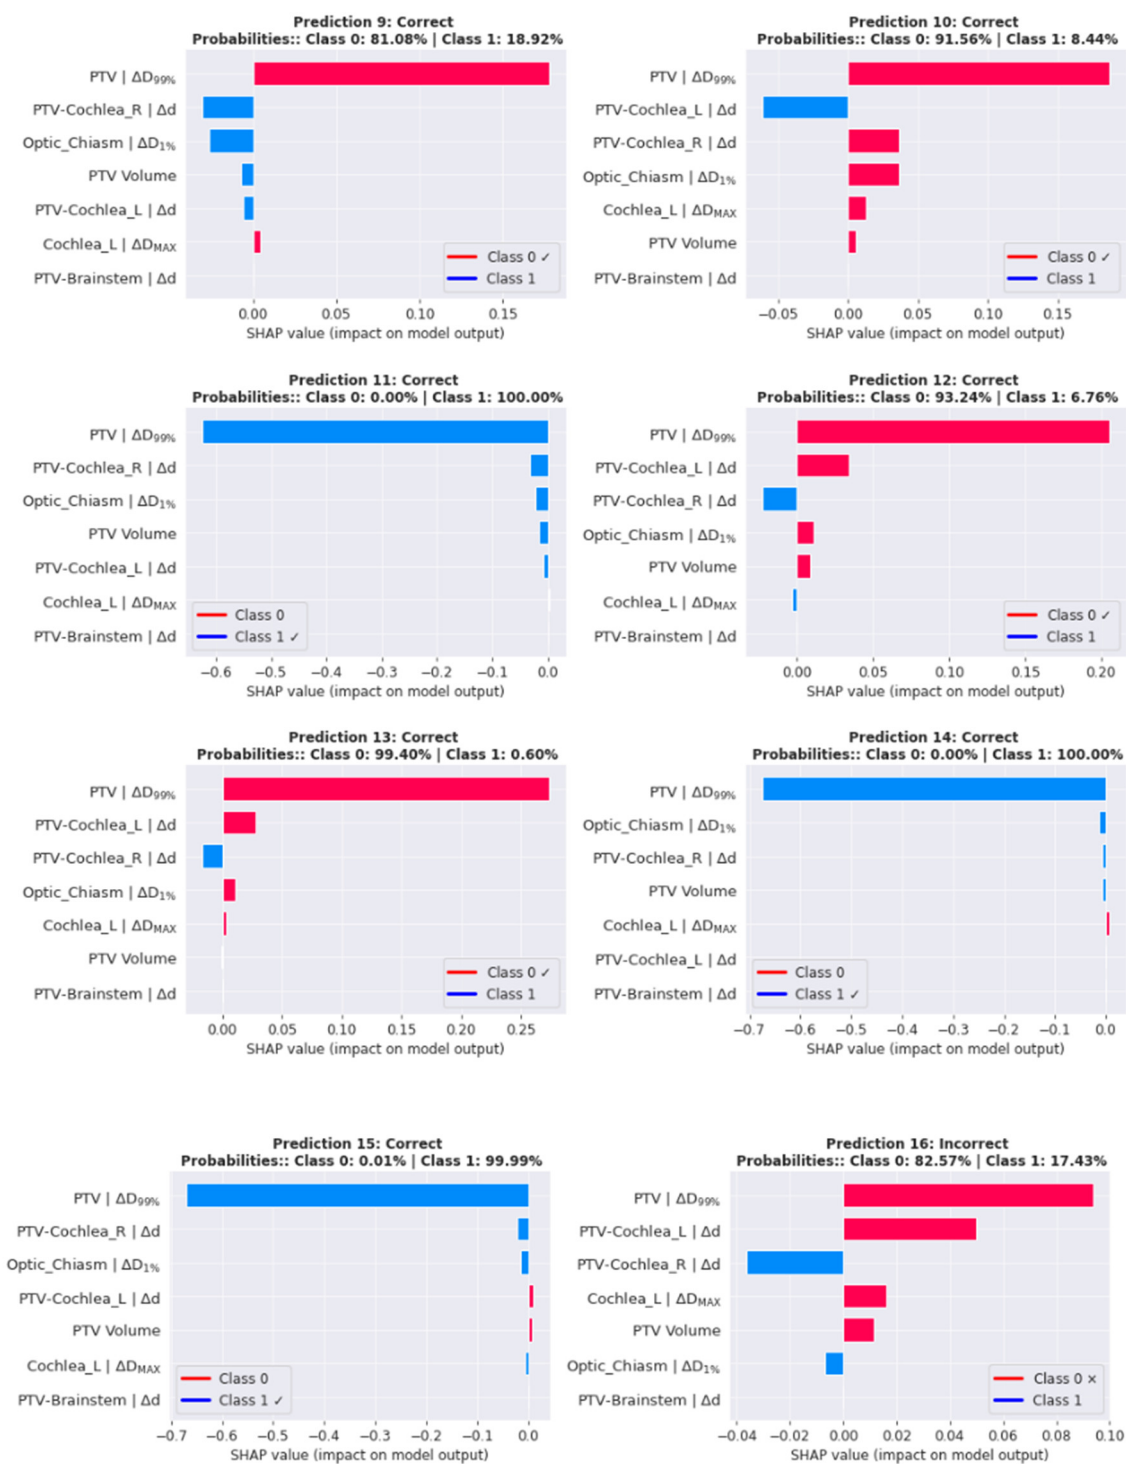 Prediction 9: Correct
Probabilities:: Class 0: 81.08% | Class 1: 18.92%
PTV | ΔD99%
PTV-Cochlea_R | Δd
Optic_Chiasm | ΔD1%
PTV Volume
PTV-Cochlea_L | Δd
Cochlea_L | ΔDMAX
PTV-Brainstem | Δd
Class 0 ✓
Class 1
0.00 0.05 0.10 0.15
SHAP value (impact on model output)
Prediction 10: Correct
Probabilities:: Class 0: 91.56% | Class 1: 8.44%
PTV | ΔD99%
PTV-Cochlea_L | Δd
PTV-Cochlea_R | Δd
Optic_Chiasm | ΔD1%
Cochlea_L | ΔDMAX
PTV Volume
PTV-Brainstem | Δd
Class 0 ✓
Class 1
−0.05 0.00 0.05 0.10 0.15
SHAP value (impact on model output)
Prediction 11: Correct
Probabilities:: Class 0: 0.00% | Class 1: 100.00%
PTV | ΔD99%
PTV-Cochlea_R | Δd
Optic_Chiasm | ΔD1%
PTV Volume
PTV-Cochlea_L | Δd
Cochlea_L | ΔDMAX
PTV-Brainstem | Δd
Class 0
Class 1 ✓
−0.6 −0.5 −0.4 −0.3 −0.2 −0.1 0.0
SHAP value (impact on model output)
Prediction 12: Correct
Probabilities:: Class 0: 93.24% | Class 1: 6.76%
PTV | ΔD99%
PTV-Cochlea_L | Δd
PTV-Cochlea_R | Δd
Optic_Chiasm | ΔD1%
PTV Volume
Cochlea_L | ΔDMAX
PTV-Brainstem | Δd
Class 0 ✓
Class 1
0.00 0.05 0.10 0.15 0.20
SHAP value (impact on model output)
Prediction 13: Correct
Probabilities:: Class 0: 99.40% | Class 1: 0.60%
PTV | ΔD99%
PTV-Cochlea_L | Δd
PTV-Cochlea_R | Δd
Optic_Chiasm | ΔD1%
Cochlea_L | ΔDMAX
PTV Volume
PTV-Brainstem | Δd
Class 0 ✓
Class 1
0.00 0.05 0.10 0.15 0.20 0.25
SHAP value (impact on model output)
Prediction 14: Correct
Probabilities:: Class 0: 0.00% | Class 1: 100.00%
PTV | ΔD99%
Optic_Chiasm | ΔD1%
PTV-Cochlea_R | Δd
PTV Volume
Cochlea_L | ΔDMAX
PTV-Cochlea_L | Δd
PTV-Brainstem | Δd
Class 0
Class 1 ✓
−0.7 −0.6 −0.5 −0.4 −0.3 −0.2 −0.1 0.0
SHAP value (impact on model output)
Prediction 15: Correct
Probabilities:: Class 0: 0.01% | Class 1: 99.99%
PTV | ΔD99%
PTV-Cochlea_R | Δd
Optic_Chiasm | ΔD1%
PTV-Cochlea_L | Δd
PTV Volume
Cochlea_L | ΔDMAX
PTV-Brainstem | Δd
Class 0
Class 1 ✓
−0.7 −0.6 −0.5 −0.4 −0.3 −0.2 −0.1 0.0
SHAP value (impact on model output)
Prediction 16: Incorrect
Probabilities:: Class 0: 82.57% | Class 1: 17.43%
PTV | ΔD99%
PTV-Cochlea_L | Δd
PTV-Cochlea_R | Δd
Cochlea_L | ΔDMAX
PTV Volume
Optic_Chiasm | ΔD1%
PTV-Brainstem | Δd
Class 0 ×
Class 1
−0.04 −0.02 0.00 0.02 0.04 0.06 0.08 0.10
SHAP value (impact on model output)